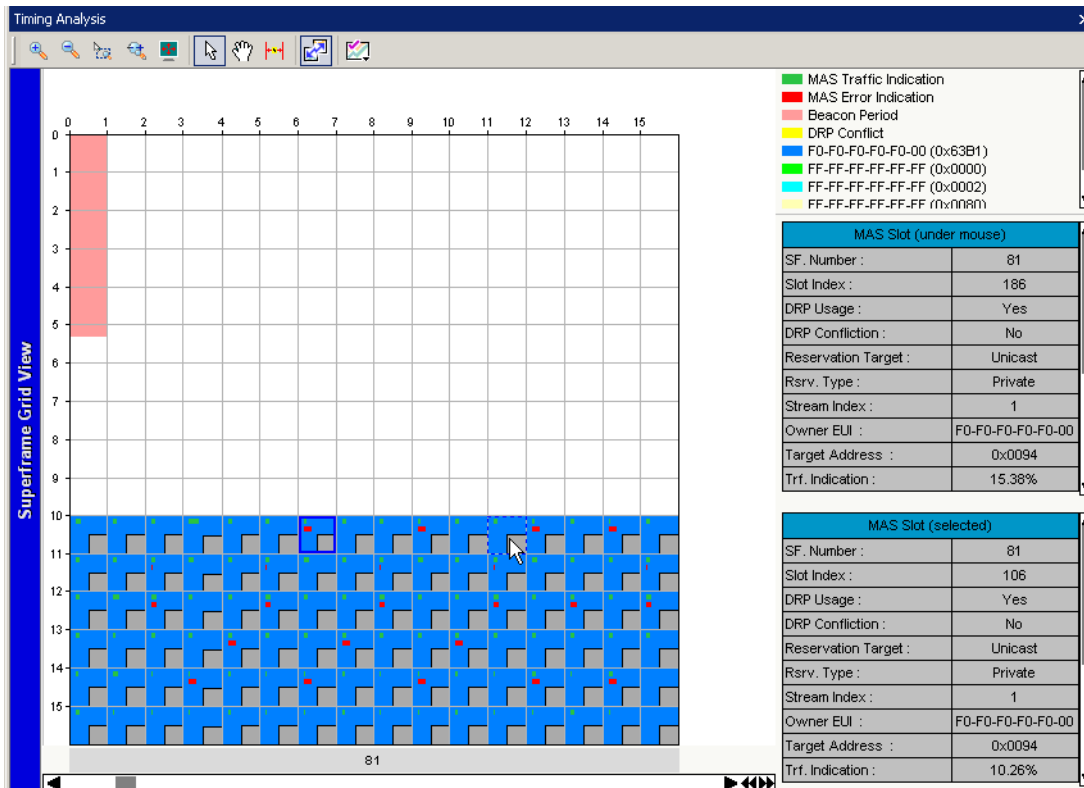 Timing Analysis
MAS Traffic Indication
MAS Error Indication
Beacon Period
DRP Conflict
F0-F0-F0-F0-F0-00 (0x63B1)
FF-FF-FF-FF-FF-FF (0x0000)
FF-FF-FF-FF-FF-FF (0x0002)
FF-FF-FF-FF-FF-FF (0x0080)
0 1 2 3 4 5 6 7 8 9 10 11 12 13 14 15
0
1
2
3
4
5
6
7
8
9
10
11
12
13
14
15
Superframe Grid View
81
MAS Slot (under mouse)
SF. Number : 81
Slot Index : 186
DRP Usage : Yes
DRP Confliction : No
Reservation Target : Unicast
Rsrv. Type : Private
Stream Index : 1
Owner EUI : F0-F0-F0-F0-F0-00
Target Address : 0x0094
Trf. Indication : 15.38%
MAS Slot (selected)
SF. Number : 81
Slot Index : 106
DRP Usage : Yes
DRP Confliction : No
Reservation Target : Unicast
Rsrv. Type : Private
Stream Index : 1
Owner EUI : F0-F0-F0-F0-F0-00
Target Address : 0x0094
Trf. Indication : 10.26%